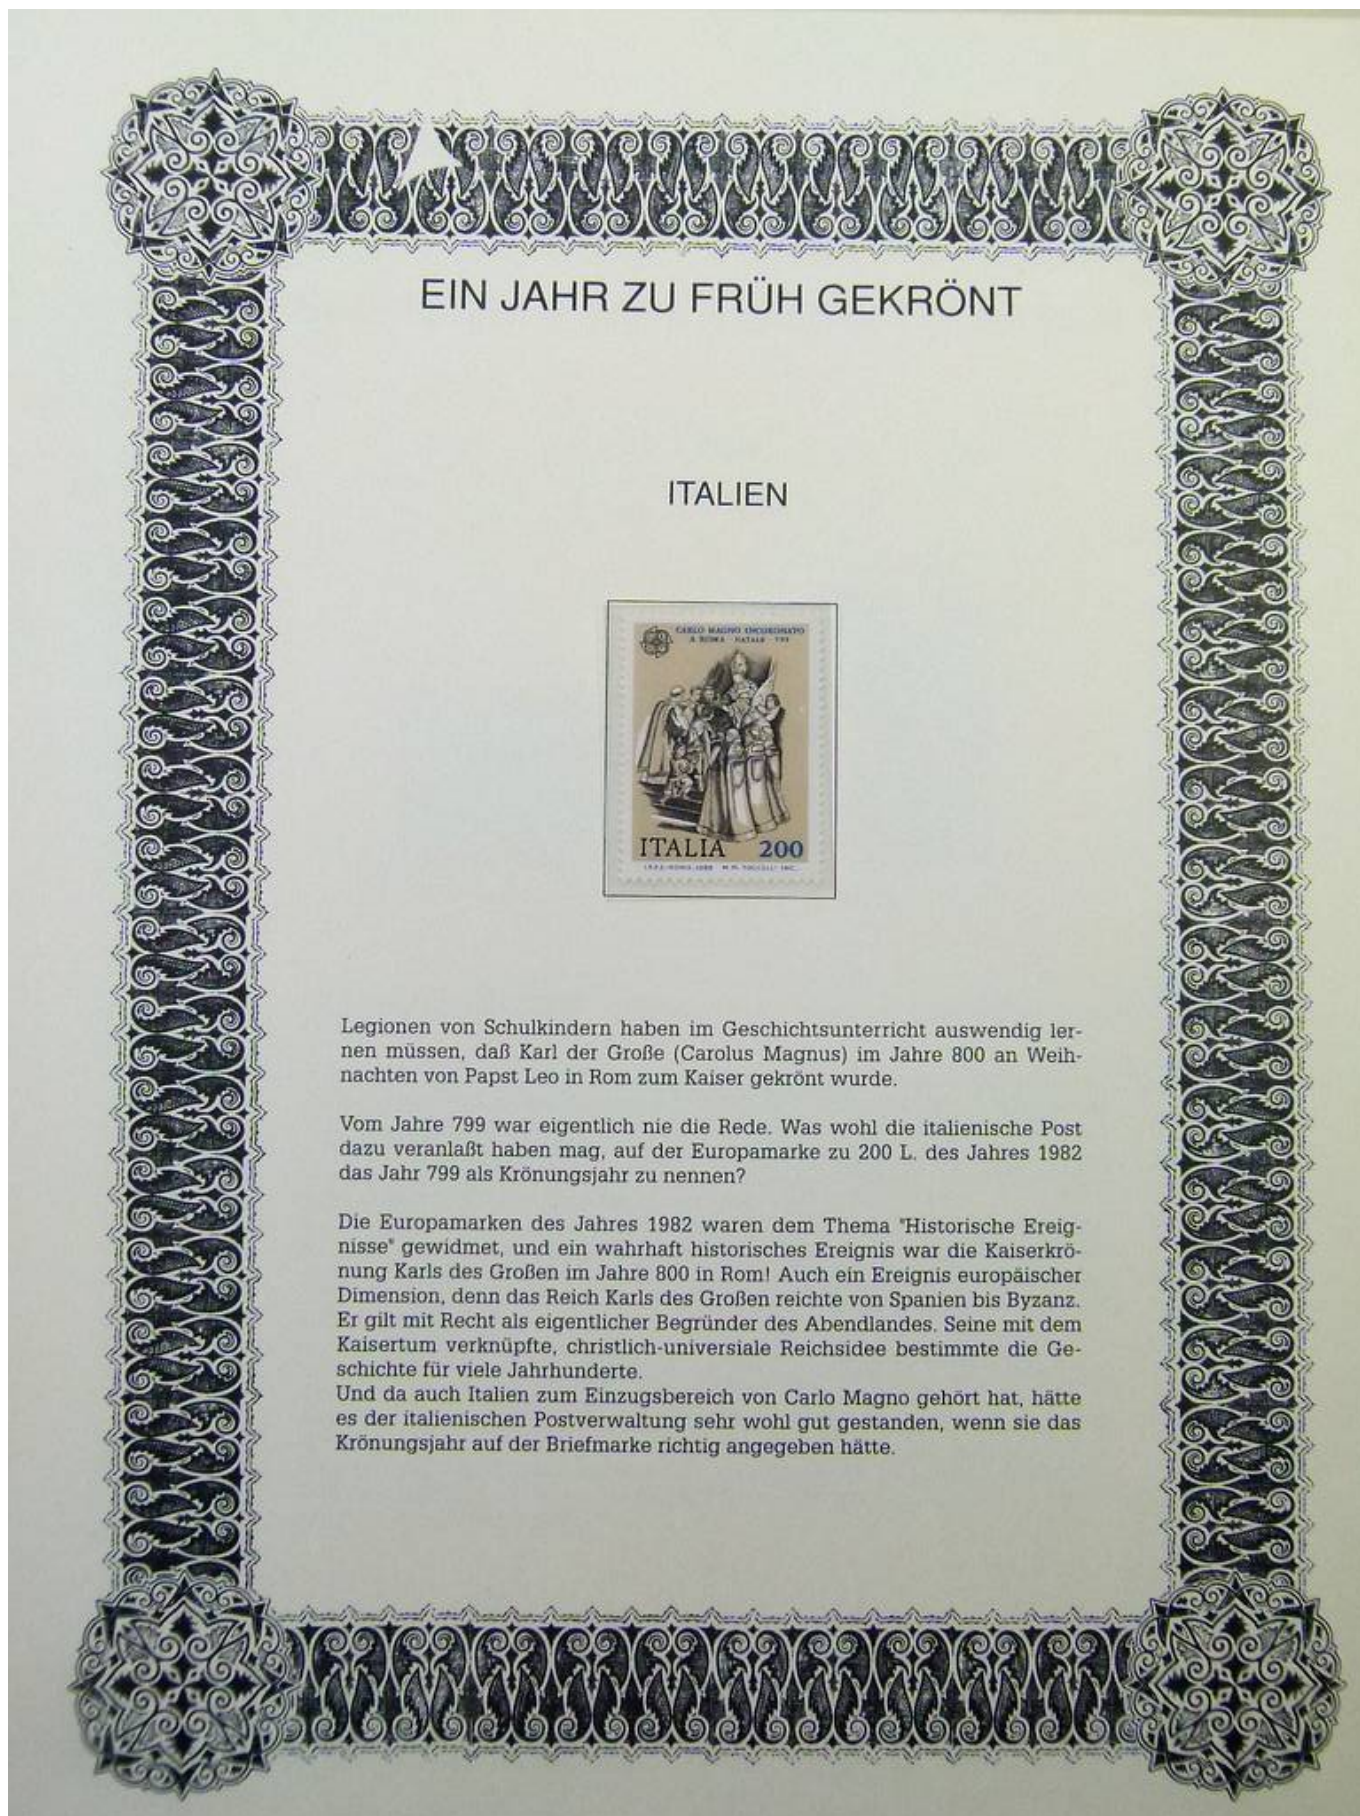 EIN JAHR ZU FRÜH GEKRÖNT
ITALIEN
CARLO MAGNO INCORONATO
A ROMA NATALE 799
ITALIA 200
Legionen von Schulkindern haben im Geschichtsunterricht auswendig ler-
nen müssen, daß Karl der Große (Carolus Magnus) im Jahre 800 an Weih-
nachten von Papst Leo in Rom zum Kaiser gekrönt wurde.
Vom Jahre 799 war eigentlich nie die Rede. Was wohl die italienische Post
dazu veranlaßt haben mag, auf der Europamarke zu 200 L. des Jahres 1982
das Jahr 799 als Krönungsjahr zu nennen?
Die Europamarken des Jahres 1982 waren dem Thema "Historische Ereig-
nisse" gewidmet, und ein wahrhaft historisches Ereignis war die Kaiserkrö-
nung Karls des Großen im Jahre 800 in Rom! Auch ein Ereignis europäischer
Dimension, denn das Reich Karls des Großen reichte von Spanien bis Byzanz.
Er gilt mit Recht als eigentlicher Begründer des Abendlandes. Seine mit dem
Kaisertum verknüpfte, christlich-universiale Reichsidee bestimmte die Ge-
schichte für viele Jahrhunderte.
Und da auch Italien zum Einzugsbereich von Carlo Magno gehört hat, hätte
es der italienischen Postverwaltung sehr wohl gut gestanden, wenn sie das
Krönungsjahr auf der Briefmarke richtig angegeben hätte.